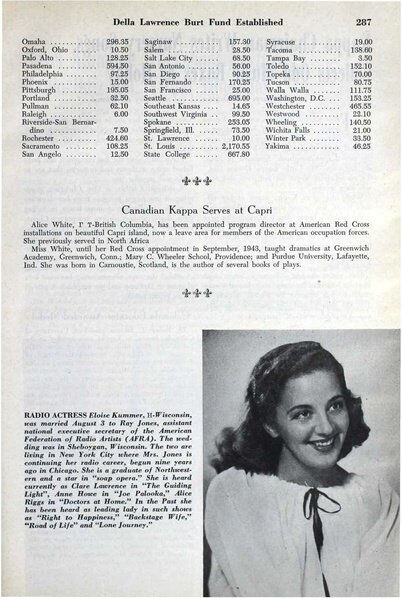 Della Lawrence Burt Fund Established 287
Omaha 296.35
Oxford, Ohio 10.50
Palo Alto 128.25
Pasadena 594.50
Philadelphia 97.25
Phoenix 15.00
Pittsburgh 195.05
Portland 32.50
Pullman 62.10
Raleigh 6.00
Riverside-San Bernar-
dino 7.50
Rochester 424.60
Sacramento 108.25
San Angelo 12.50
Saginaw 157.30
Salem 28.50
Salt Lake City 68.50
San Antonio 56.00
San Diego 90.25
San Fernando 170.25
San Francisco 25.00
Seattle 695.00
Southeast Kansas 14.65
Southwest Virginia 99.50
Spokane 253.05
Springfield, Ill. 73.50
St. Lawrence 10.00
St. Louis 2,170.55
State College 667.80
Syracuse 19.00
Tacoma 138.60
Tampa Bay 3.50
Toledo 152.10
Topeka 70.00
Tucson 80.75
Walla Walla 111.75
Washington, D.C. 153.25
Westchester 465.55
Westwood 22.10
Wheeling 140.50
Wichita Falls 21.00
Winter Park 33.50
Yakima 46.25
Canadian Kappa Serves at Capri
Alice White, Γ Υ-British Columbia, has been appointed program director at American Red Cross
installations on beautiful Capri island, now a leave area for members of the American occupation forces.
She previously served in North Africa
Miss White, until her Red Cross appointment in September, 1943, taught dramatics at Greenwich
Academy, Greenwich, Conn.; Mary C. Wheeler School, Providence; and Purdue University, Lafayette,
Ind. She was born in Carnoustie, Scotland, is the author of several books of plays.
RADIO ACTRESS Eloise Kummer, H-Wisconsin,
was married August 3 to Ray Jones, assistant
national executive secretary of the American
Federation of Radio Artists (AFRA). The wed-
ding was in Sheboygan, Wisconsin. The two are
living in New York City where Mrs. Jones is
continuing her radio career, begun nine years
ago in Chicago. She is a graduate of Northwest-
ern and a star in "soap opera." She is heard
currently as Clare Lawrence in "The Guiding
Light", Anne Howe in "Joe Palooka," Alice
Riggs in "Doctors at Home." In the Past she
has been heard as leading lady in such shows
as "Right to Happiness," "Backstage Wife,"
"Road of Life" and "Lone Journey."